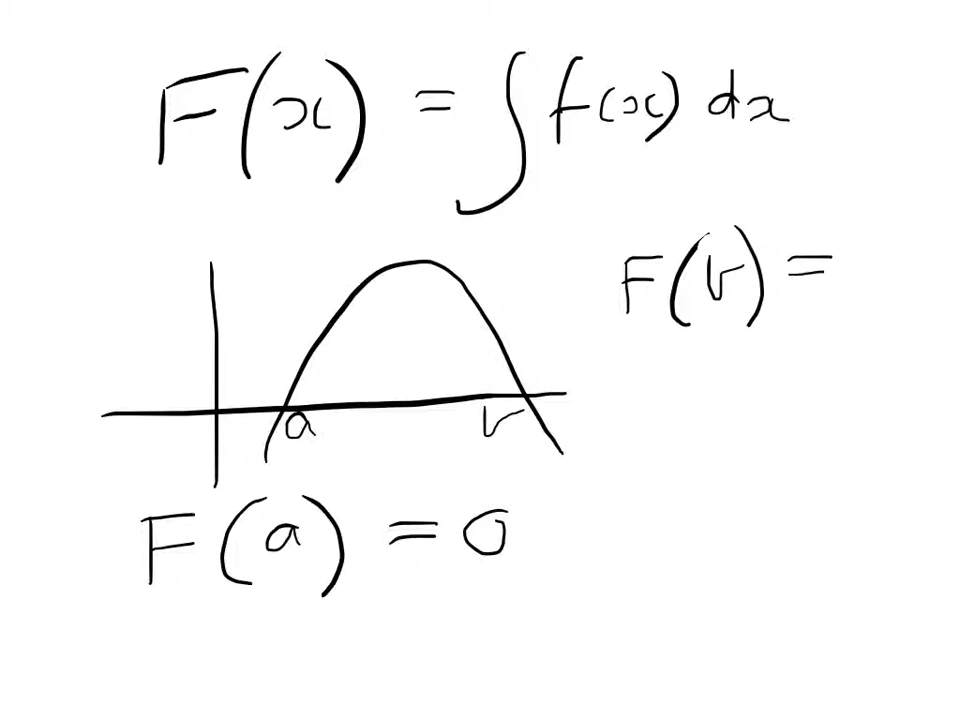 F(x) = ∫ f(x) dx
F(b) =
a b
F(a) = 0